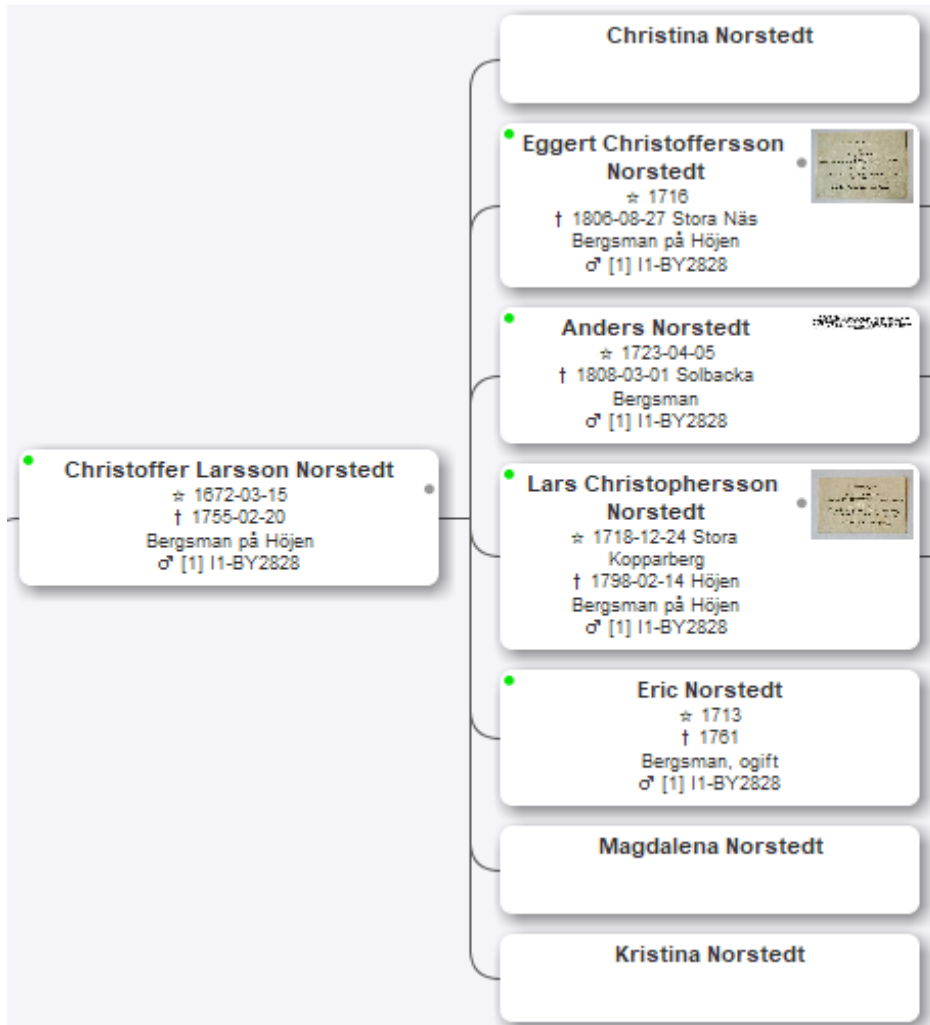 Christina Norstedt
Eggert Christoffersson
Norstedt
☆ 1716
† 1806-08-27 Stora Näs
Bergsman på Höjen
♂ [1] I1-BY2828
Anders Norstedt
☆ 1723-04-05
† 1808-03-01 Solbacka
Bergsman
♂ [1] I1-BY2828
Christoffer Larsson Norstedt
☆ 1672-03-15
† 1755-02-20
Bergsman på Höjen
♂ [1] I1-BY2828
Lars Christophersson
Norstedt
☆ 1718-12-24 Stora
Kopparberg
† 1798-02-14 Höjen
Bergsman på Höjen
♂ [1] I1-BY2828
Eric Norstedt
☆ 1713
† 1761
Bergsman, ogift
♂ [1] I1-BY2828
Magdalena Norstedt
Kristina Norstedt